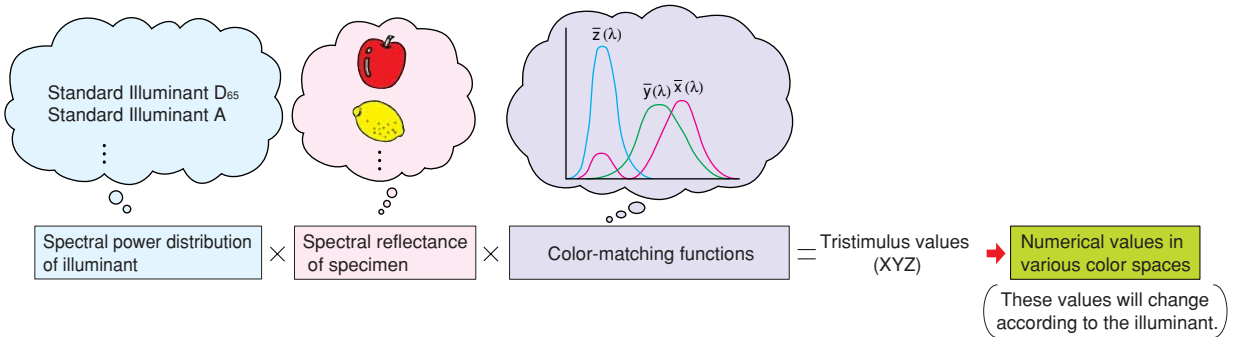 Standard Illuminant D₆₅
Standard Illuminant A
z̅(λ)
y̅(λ) x̅(λ)
Spectral power distribution
of illuminant
×
Spectral reflectance
of specimen
×
Color-matching functions
=
Tristimulus values
(XYZ)
Numerical values in
various color spaces
(These values will change
according to the illuminant.)